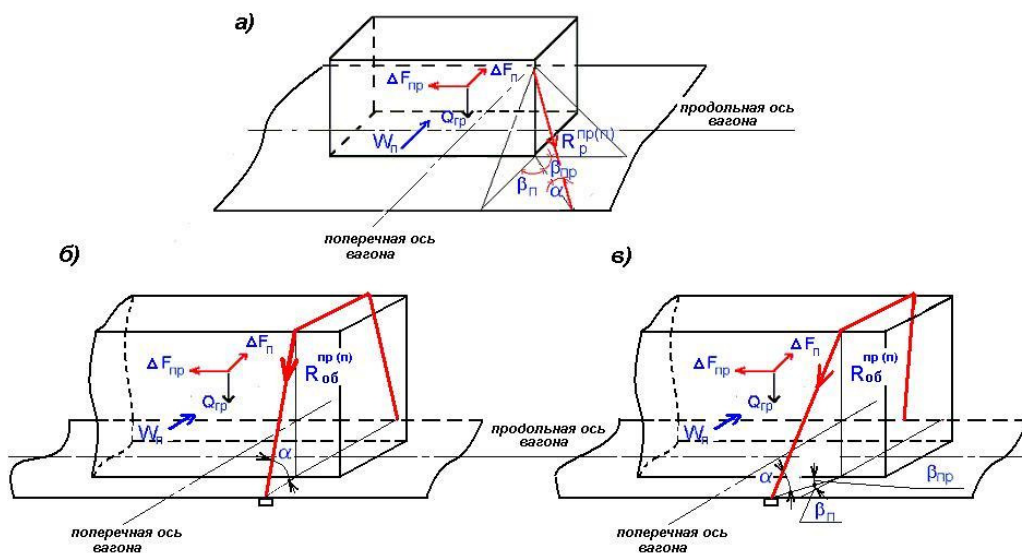 а)
ΔFпр
ΔFп
Qгр
Wп
Rр пр(п)
βп
βпр
α
продольная ось
вагона
поперечная ось
вагона
б)
ΔFпр
ΔFп
Rоб пр(п)
Qгр
Wп
α
продольная ось
вагона
поперечная ось
вагона
в)
ΔFпр
ΔFп
Rоб пр(п)
Qгр
Wп
α
βпр
βп
поперечная ось
вагона